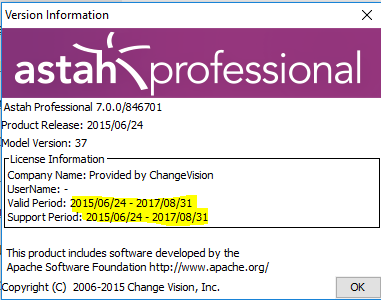 Version Information
astah professional
Astah Professional 7.0.0/846701
Product Release: 2015/06/24
Model Version: 37
License Information
Company Name: Provided by ChangeVision
UserName: -
Valid Period: 2015/06/24 - 2017/08/31
Support Period: 2015/06/24 - 2017/08/31
This product includes software developed by the
Apache Software Foundation http://www.apache.org/
Copyright (C) 2006-2015 Change Vision, Inc.
OK